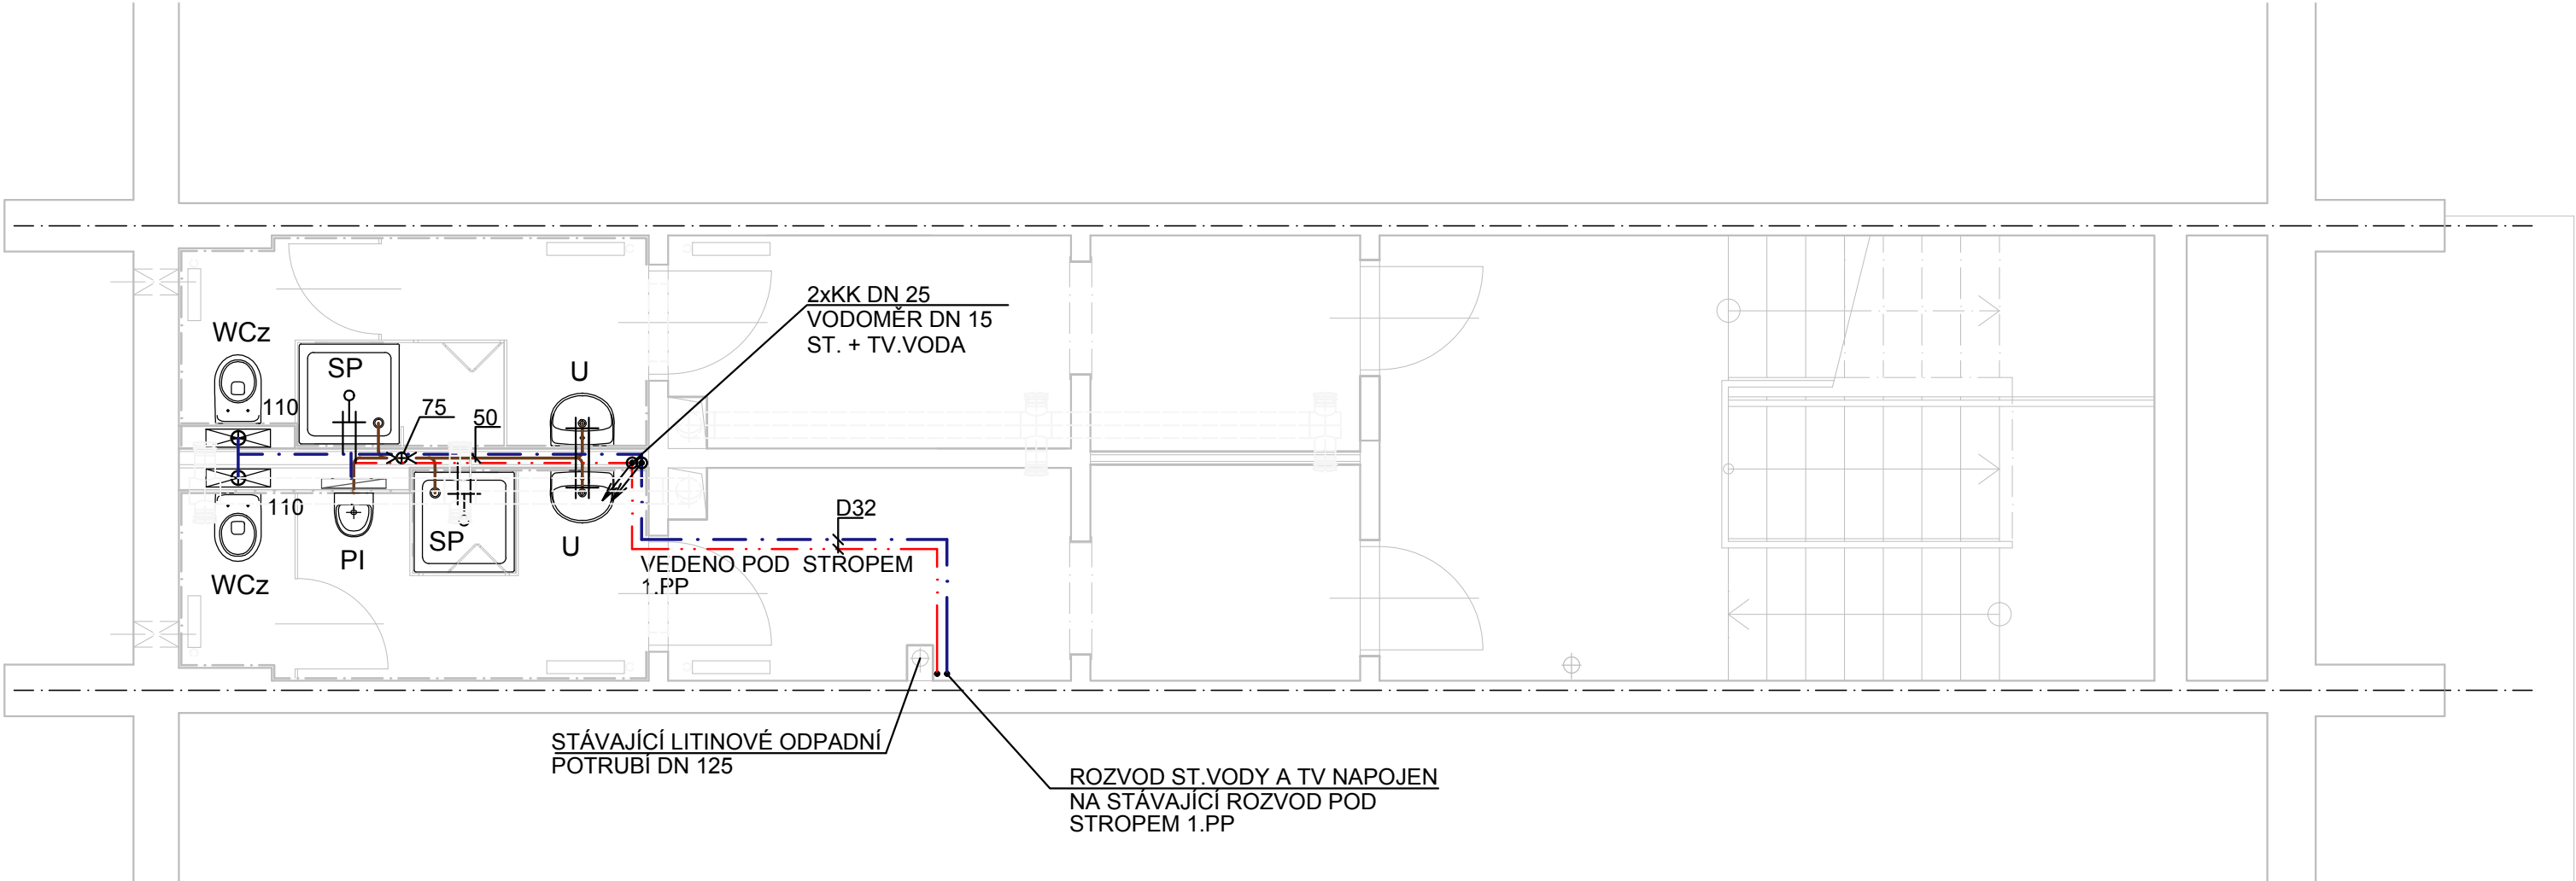 2xKK DN 25
VODOMĚR DN 15
ST. + TV.VODA
WCz
SP
U
110
75
50
110
WCz
PI
SP
U
D32
VEDENO POD STROPEM
1.PP
STÁVAJÍCÍ LITINOVÉ ODPADNÍ
POTRUBÍ DN 125
ROZVOD ST.VODY A TV NAPOJEN
NA STÁVAJÍCÍ ROZVOD POD
STROPEM 1.PP